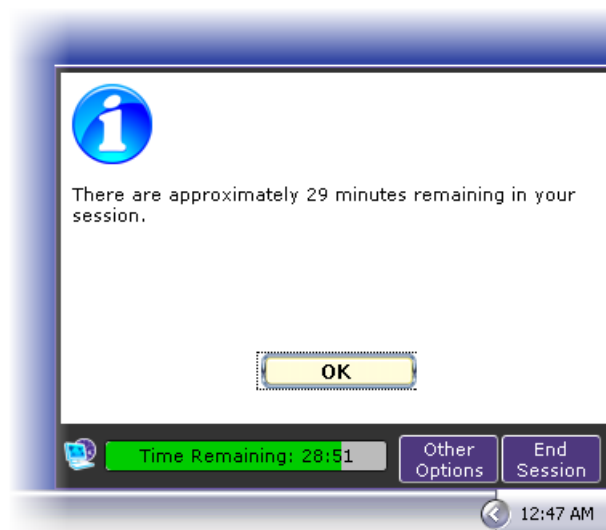 There are approximately 29 minutes remaining in your
session.
OK
Time Remaining: 28:51
Other
Options
End
Session
12:47 AM